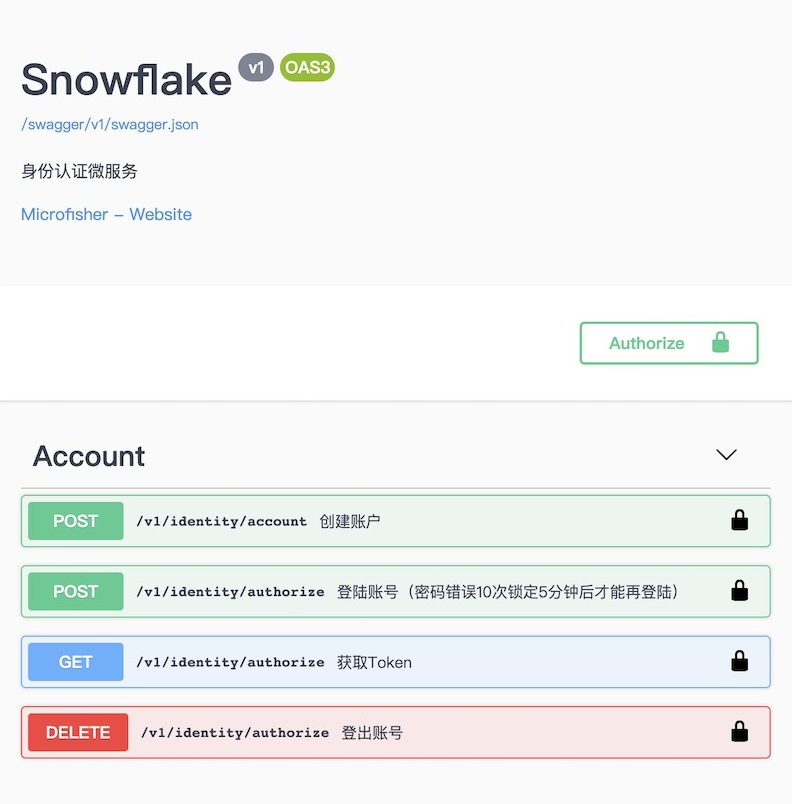 Snowflake v1 OAS3
/swagger/v1/swagger.json
身份认证微服务
Microfisher – Website
Authorize
Account
POST /v1/identity/account 创建账户
POST /v1/identity/authorize 登陆账号（密码错误10次锁定5分钟后才能再登陆）
GET /v1/identity/authorize 获取Token
DELETE /v1/identity/authorize 登出账号